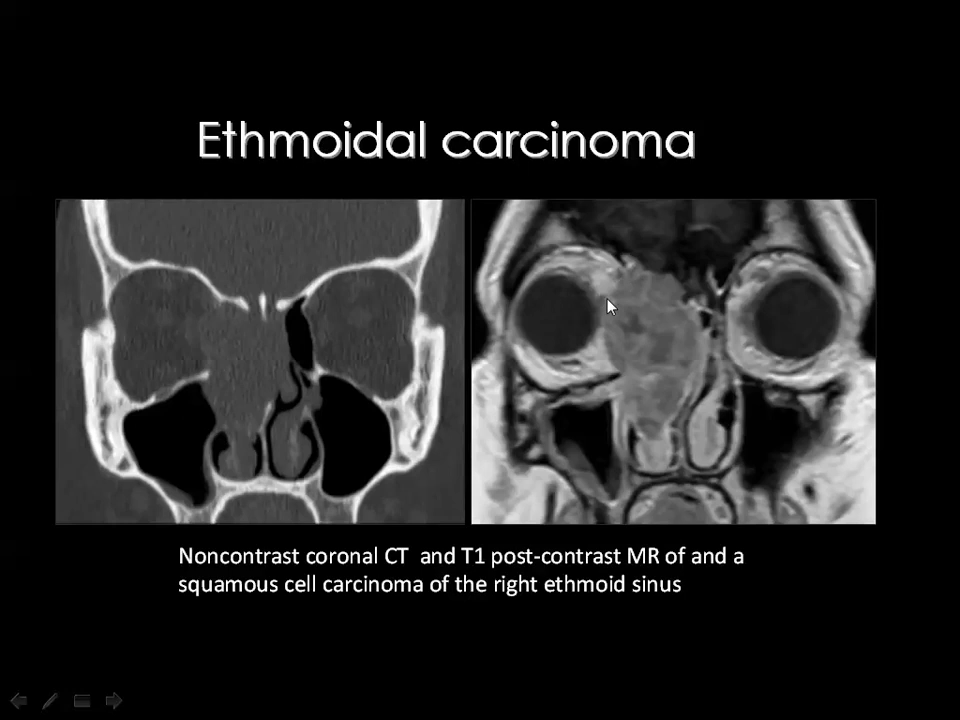 Ethmoidal carcinoma
Noncontrast coronal CT and T1 post-contrast MR of and a
squamous cell carcinoma of the right ethmoid sinus